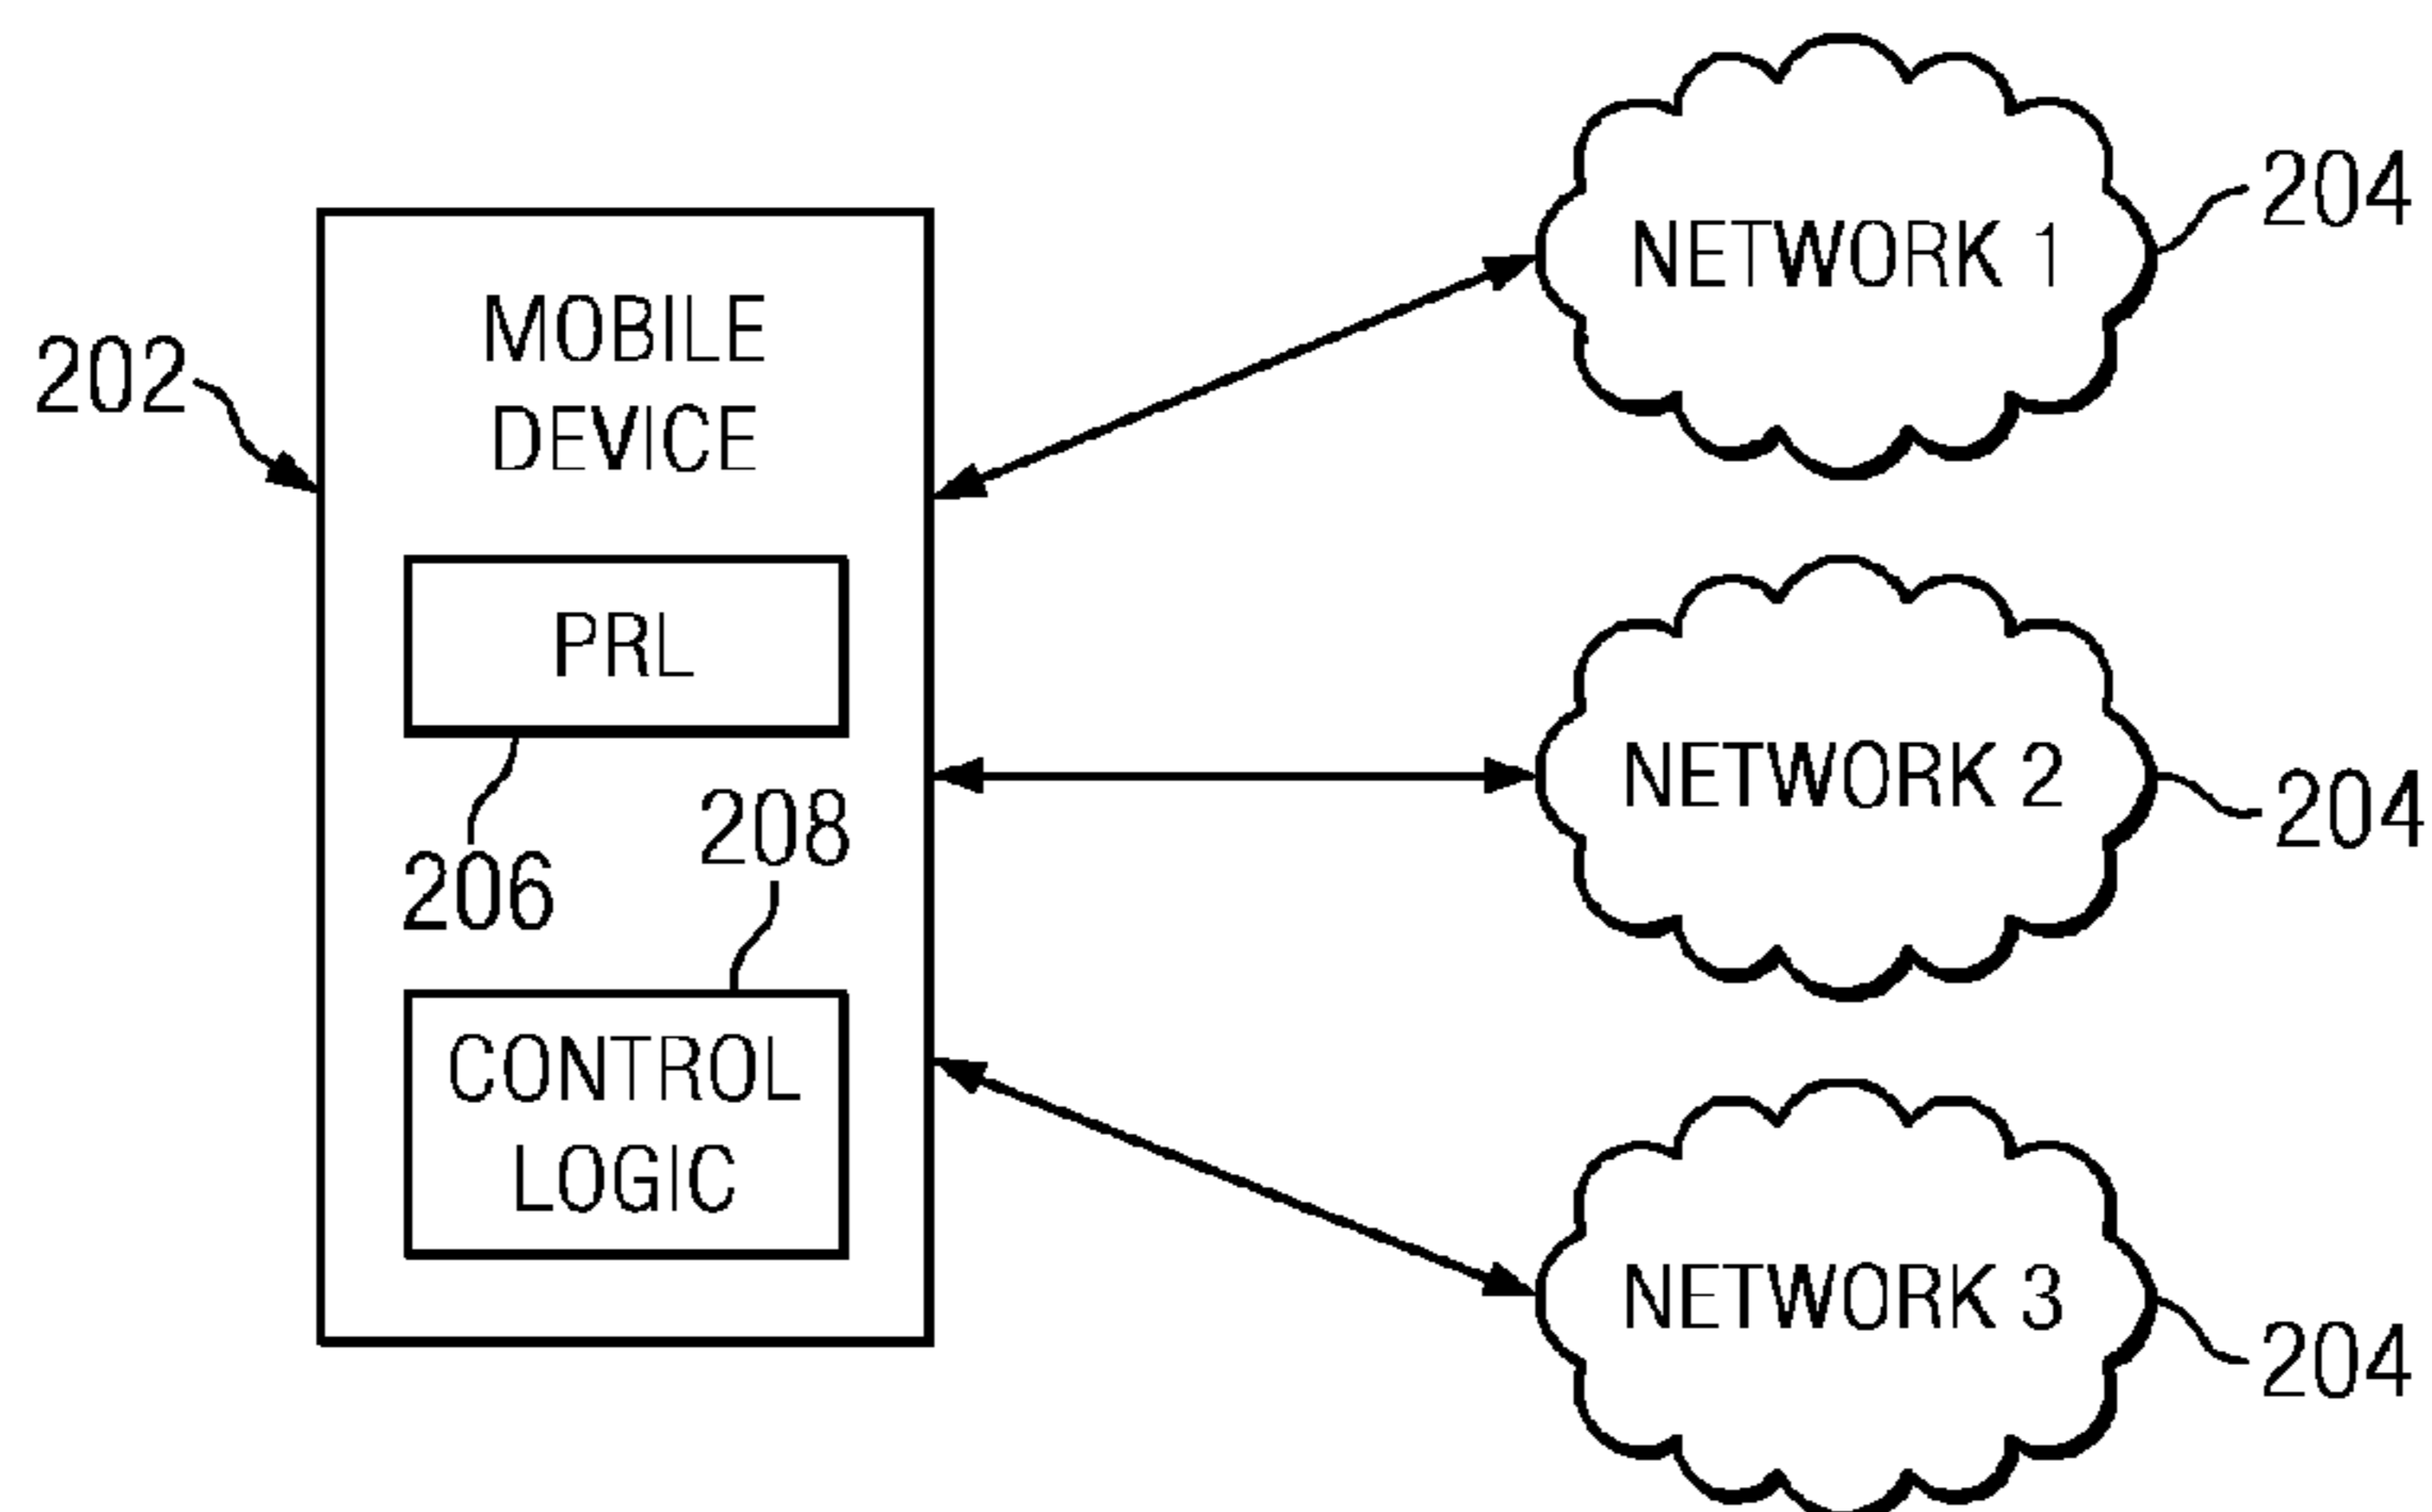 202
MOBILE
DEVICE
PRL
206
208
CONTROL
LOGIC
NETWORK 1
204
NETWORK 2
204
NETWORK 3
204